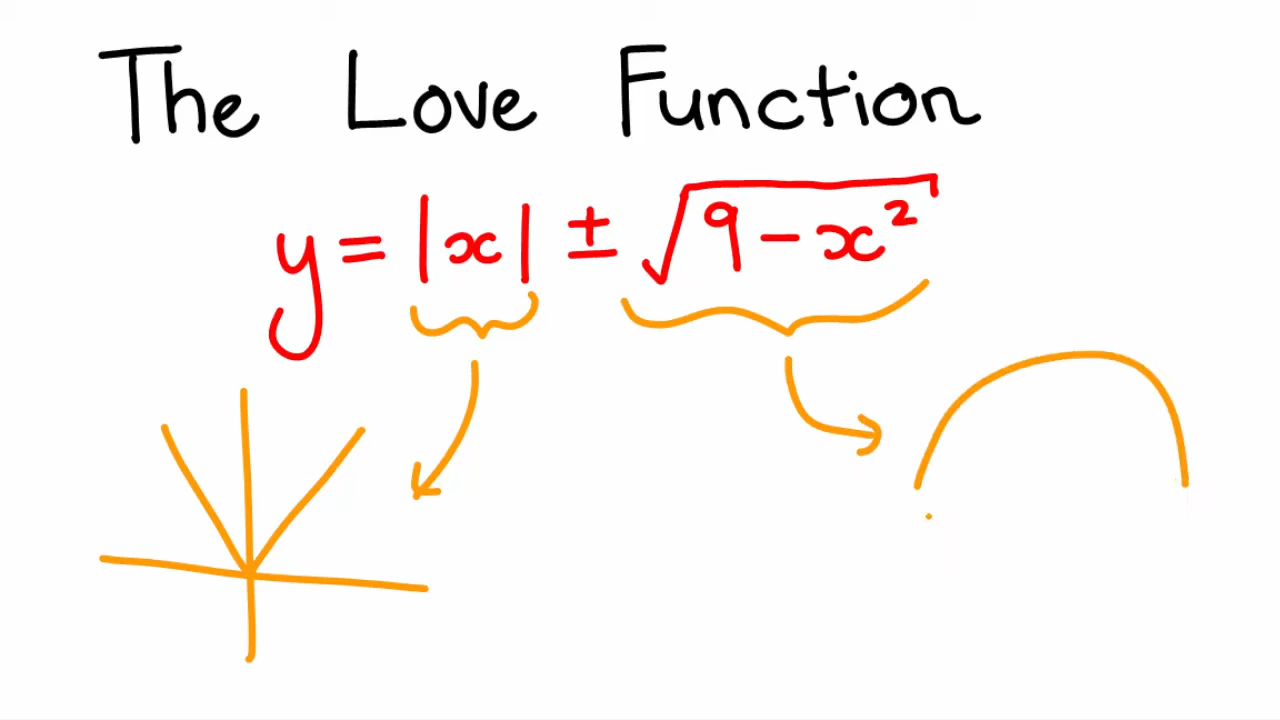 The Love Function
y = |x| ± √(9 - x²)